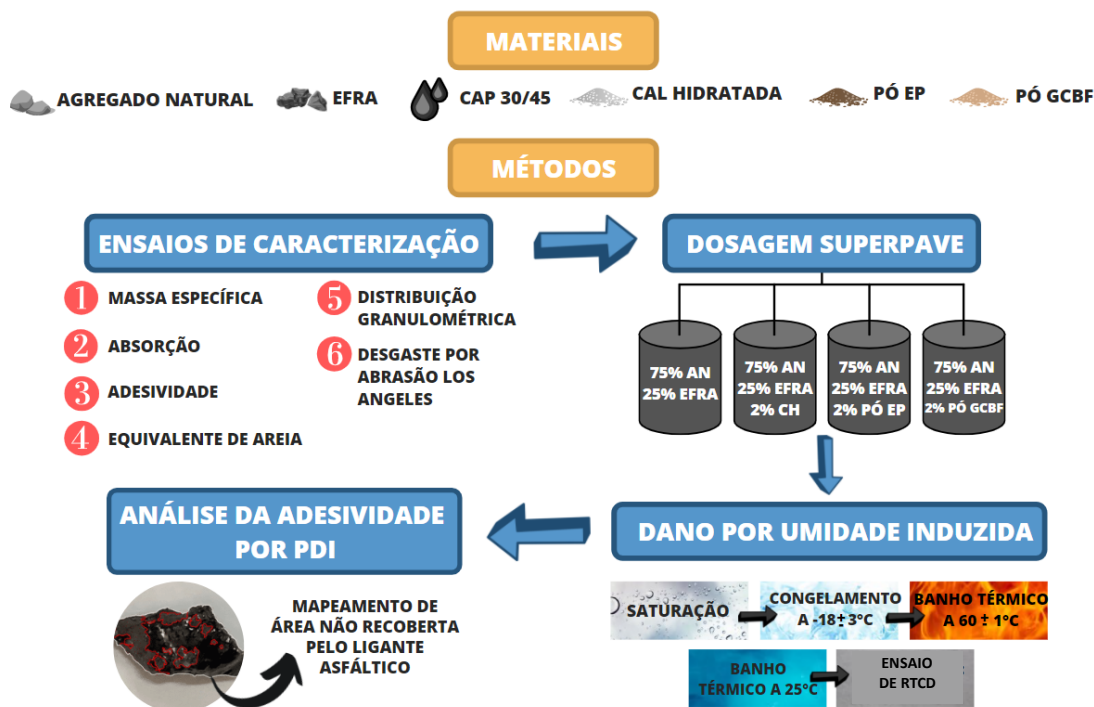 MATERIAIS
AGREGADO NATURAL
EFRA
CAP 30/45
CAL HIDRATADA
PÓ EP
PÓ GCBF
MÉTODOS
ENSAIOS DE CARACTERIZAÇÃO
1 MASSA ESPECÍFICA
2 ABSORÇÃO
3 ADESIVIDADE
4 EQUIVALENTE DE AREIA
5 DISTRIBUIÇÃO
GRANULOMÉTRICA
6 DESGASTE POR
ABRASÃO LOS
ANGELES
DOSAGEM SUPERPAVE
75% AN
25% EFRA
75% AN
25% EFRA
2% CH
75% AN
25% EFRA
2% PÓ EP
75% AN
25% EFRA
2% PÓ GCBF
DANO POR UMIDADE INDUZIDA
SATURAÇÃO
CONGELAMENTO
A -18± 3°C
BANHO TÉRMICO
A 60 ± 1°C
BANHO
TÉRMICO A 25°C
ENSAIO
DE RTCD
ANÁLISE DA ADESIVIDADE
POR PDI
MAPEAMENTO DE
ÁREA NÃO RECOBERTA
PELO LIGANTE
ASFÁLTICO